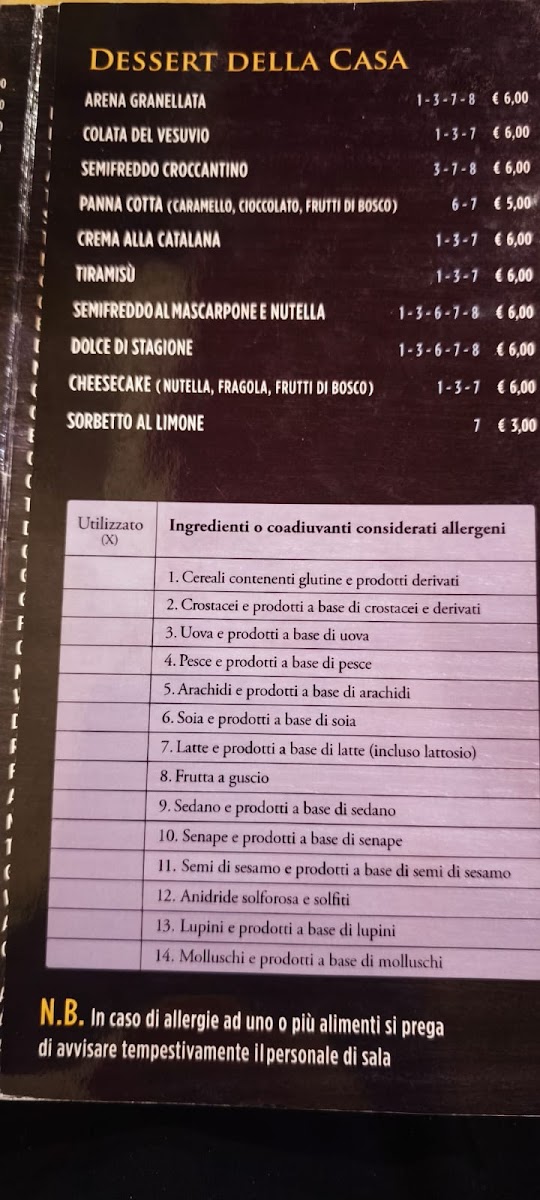 DESSERT DELLA CASA
ARENA GRANELLATA 1-3-7-8 € 6,00
COLATA DEL VESUVIO 1-3-7 € 6,00
SEMIFREDDO CROCCANTINO 3-7-8 € 6,00
PANNA COTTA (CARAMELLO, CIOCCOLATO, FRUTTI DI BOSCO) 6-7 € 5,00
CREMA ALLA CATALANA 1-3-7 € 6,00
TIRAMISÙ 1-3-7 € 6,00
SEMIFREDDO AL MASCARPONE E NUTELLA 1-3-6-7-8 € 6,00
DOLCE DI STAGIONE 1-3-6-7-8 € 6,00
CHEESECAKE (NUTELLA, FRAGOLA, FRUTTI DI BOSCO) 1-3-7 € 6,00
SORBETTO AL LIMONE 7 € 3,00
Utilizzato (X)
Ingredienti o coadiuvanti considerati allergeni
1. Cereali contenenti glutine e prodotti derivati
2. Crostacei e prodotti a base di crostacei e derivati
3. Uova e prodotti a base di uova
4. Pesce e prodotti a base di pesce
5. Arachidi e prodotti a base di arachidi
6. Soia e prodotti a base di soia
7. Latte e prodotti a base di latte (incluso lattosio)
8. Frutta a guscio
9. Sedano e prodotti a base di sedano
10. Senape e prodotti a base di senape
11. Semi di sesamo e prodotti a base di semi di sesamo
12. Anidride solforosa e solfiti
13. Lupini e prodotti a base di lupini
14. Molluschi e prodotti a base di molluschi
N.B. In caso di allergie ad uno o più alimenti si prega
di avvisare tempestivamente il personale di sala